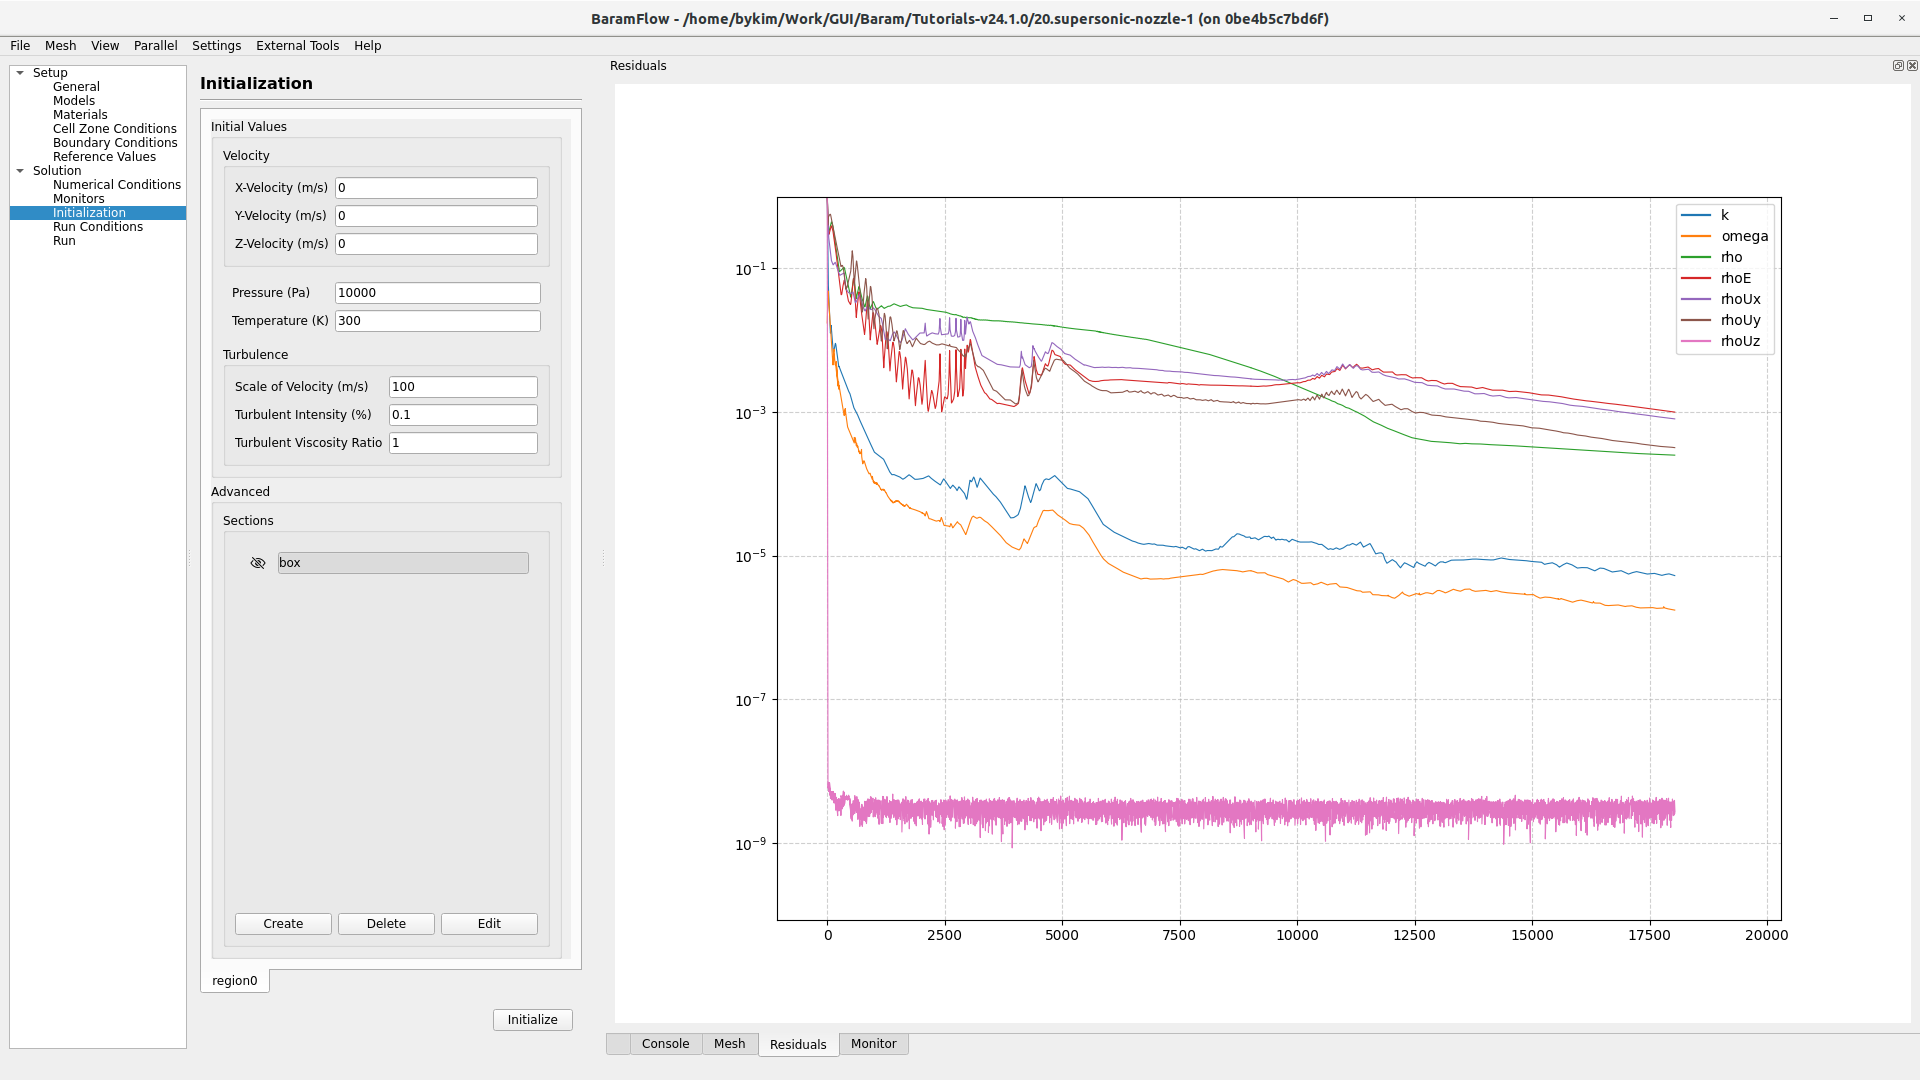 BaramFlow - /home/bykim/Work/GUI/Baram/Tutorials-v24.1.0/20.supersonic-nozzle-1 (on 0be4b5c7bd6f)
File Mesh View Parallel Settings External Tools Help
Setup
General
Models
Materials
Cell Zone Conditions
Boundary Conditions
Reference Values
Solution
Numerical Conditions
Monitors
Initialization
Run Conditions
Run
Initialization
Initial Values
Velocity
X-Velocity (m/s) 0
Y-Velocity (m/s) 0
Z-Velocity (m/s) 0
Pressure (Pa) 10000
Temperature (K) 300
Turbulence
Scale of Velocity (m/s) 100
Turbulent Intensity (%) 0.1
Turbulent Viscosity Ratio 1
Advanced
Sections
box
Create Delete Edit
region0
Initialize
Residuals
k
omega
rho
rhoE
rhoUx
rhoUy
rhoUz
10⁻¹
10⁻³
10⁻⁵
10⁻⁷
10⁻⁹
0 2500 5000 7500 10000 12500 15000 17500 20000
Console Mesh Residuals Monitor